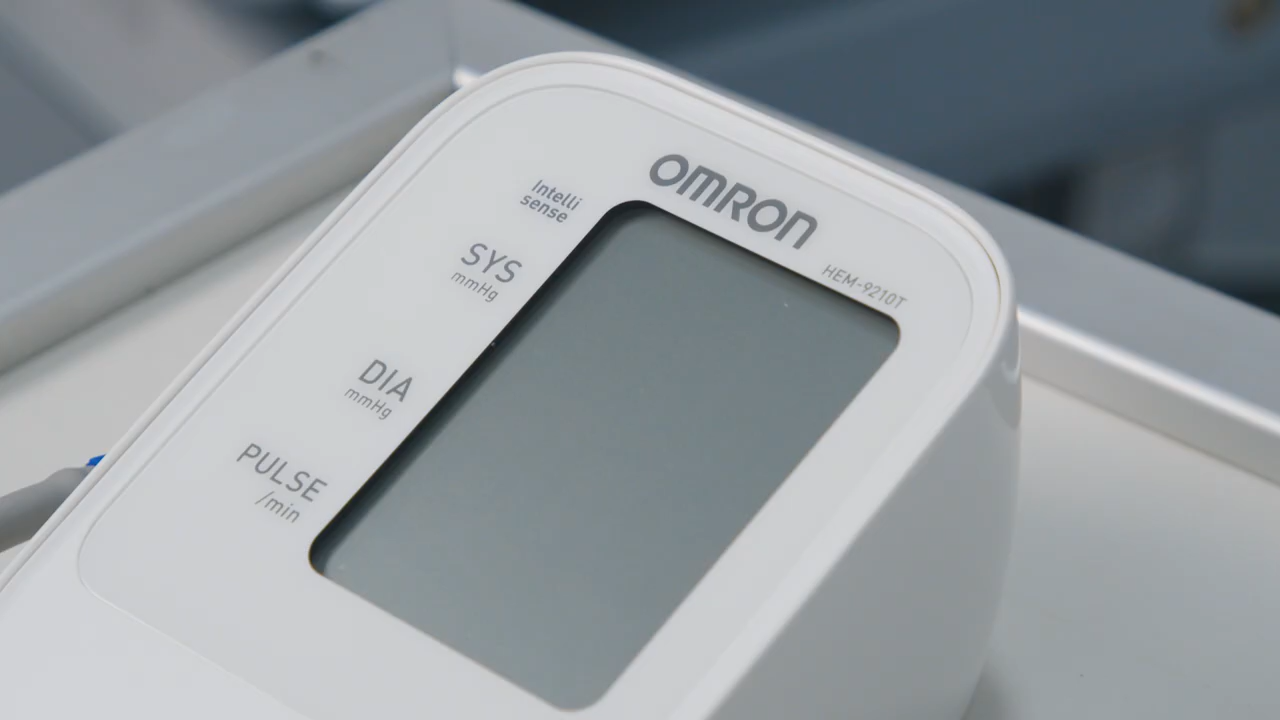 OMRON
HEM-9210T
Intelli
sense
SYS
mmHg
DIA
mmHg
PULSE
/min